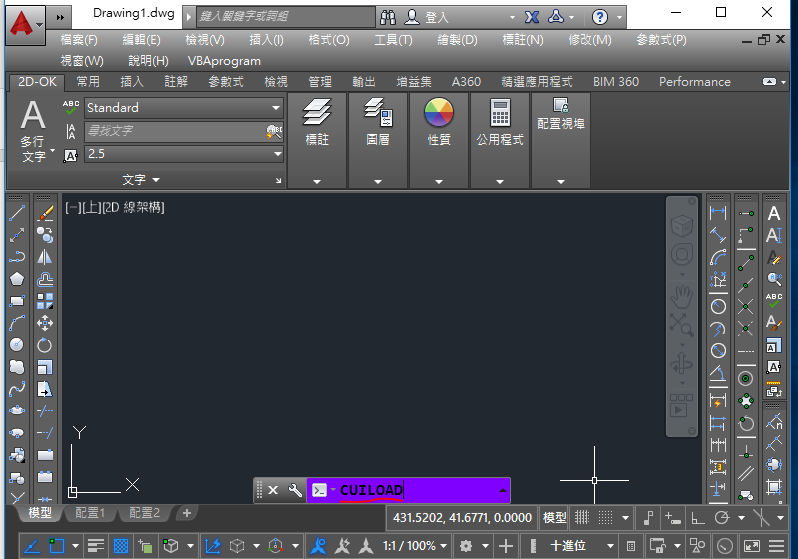 Drawing1.dwg 鍵入關鍵字或詞組 登入
檔案(F) 編輯(E) 檢視(V) 插入(I) 格式(O) 工具(T) 繪製(D) 標註(N) 修改(M) 參數式(P)
視窗(W) 說明(H) VBAprogram
2D-OK 常用 插入 註解 參數式 檢視 管理 輸出 增益集 A360 精選應用程式 BIM 360 Performance
A 多行文字
ABC Standard
尋找文字
2.5
文字
標註
圖層
性質
公用程式
配置視埠
[−][上][2D 線架構]
Y
X
CUILOAD
模型 配置1 配置2 +
431.5202, 41.6771, 0.0000 模型
1:1 / 100% 十進位